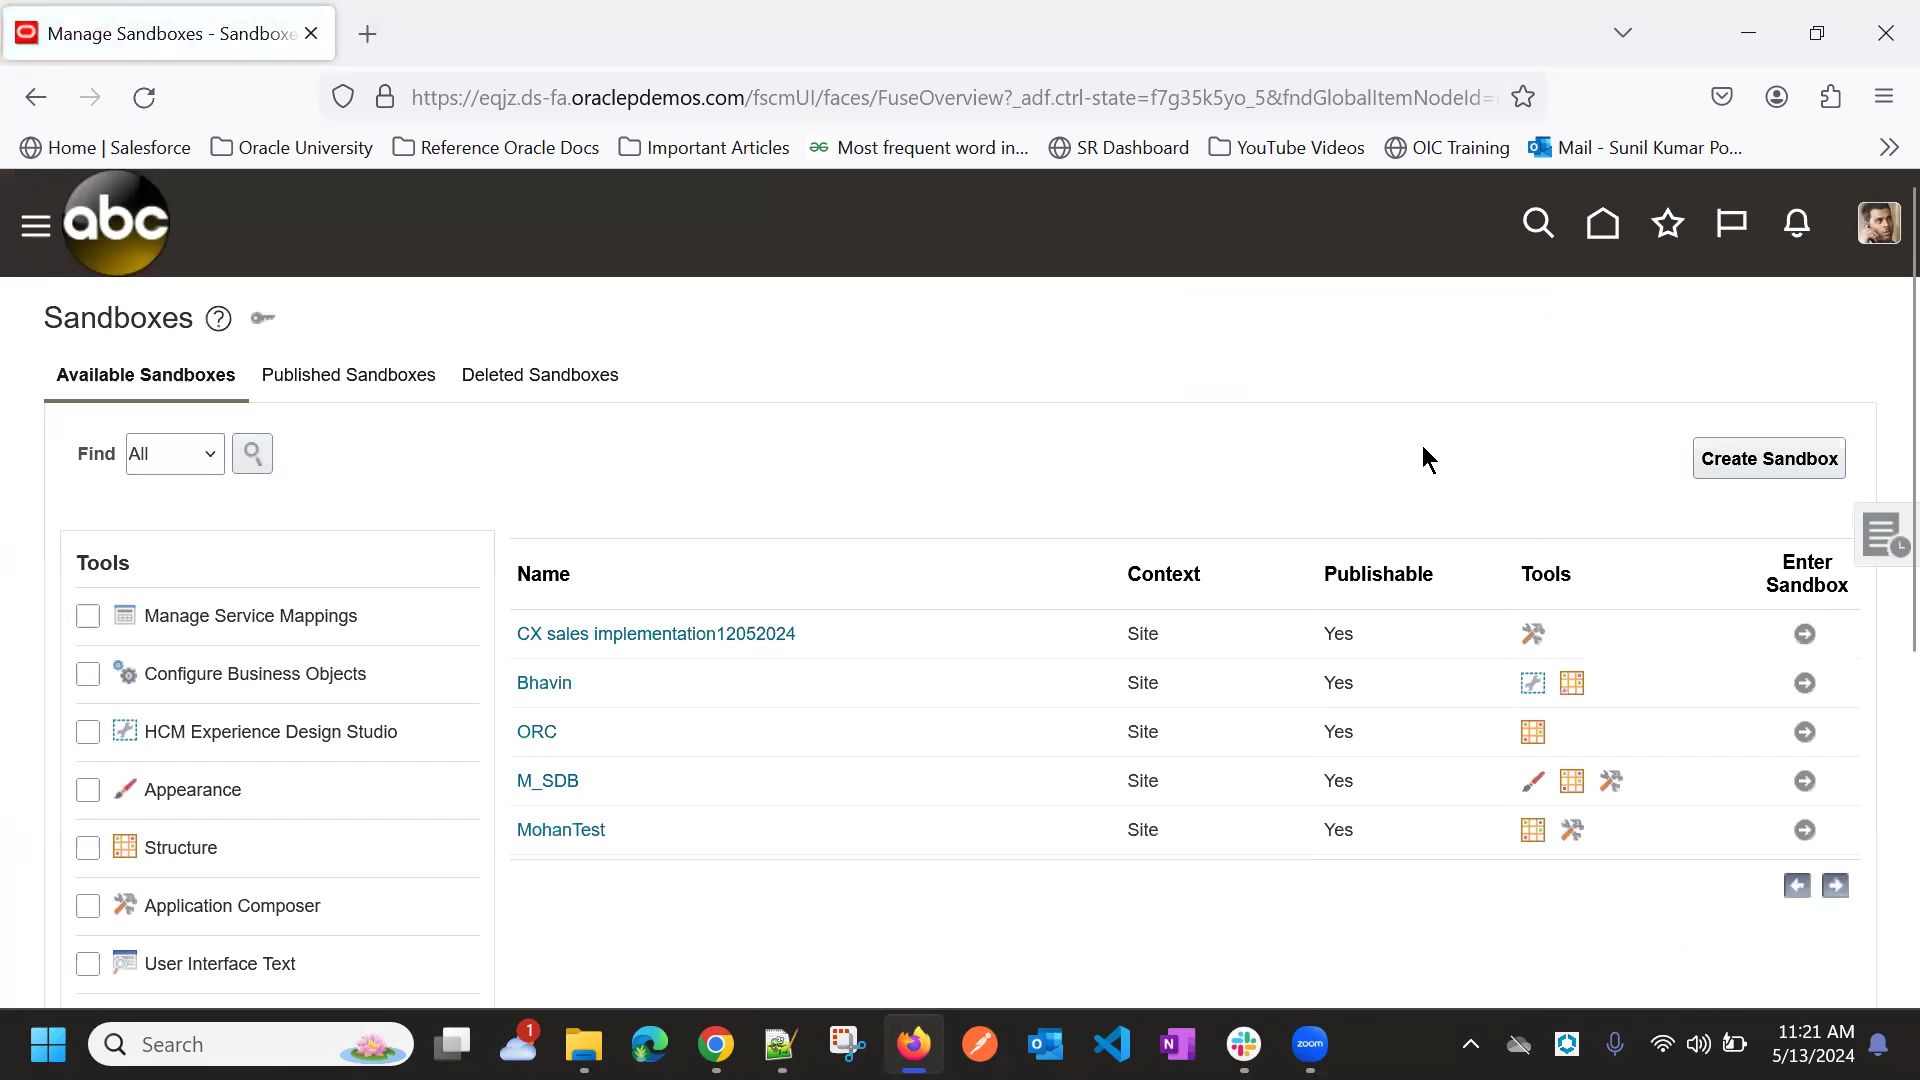 Manage Sandboxes - Sandboxe
https://eqjz.ds-fa.oraclepdemos.com/fscmUI/faces/FuseOverview?_adf.ctrl-state=f7g35k5yo_5&fndGlobalItemNodeId=
Home | Salesforce Oracle University Reference Oracle Docs Important Articles Most frequent word in... SR Dashboard YouTube Videos OIC Training Mail - Sunil Kumar Po...
abc
Sandboxes
Available Sandboxes Published Sandboxes Deleted Sandboxes
Find All Create Sandbox
Tools
Manage Service Mappings
Configure Business Objects
HCM Experience Design Studio
Appearance
Structure
Application Composer
User Interface Text
Name Context Publishable Tools Enter Sandbox
CX sales implementation12052024 Site Yes
Bhavin Site Yes
ORC Site Yes
M_SDB Site Yes
MohanTest Site Yes
Search 1 zoom 11:21 AM
5/13/2024